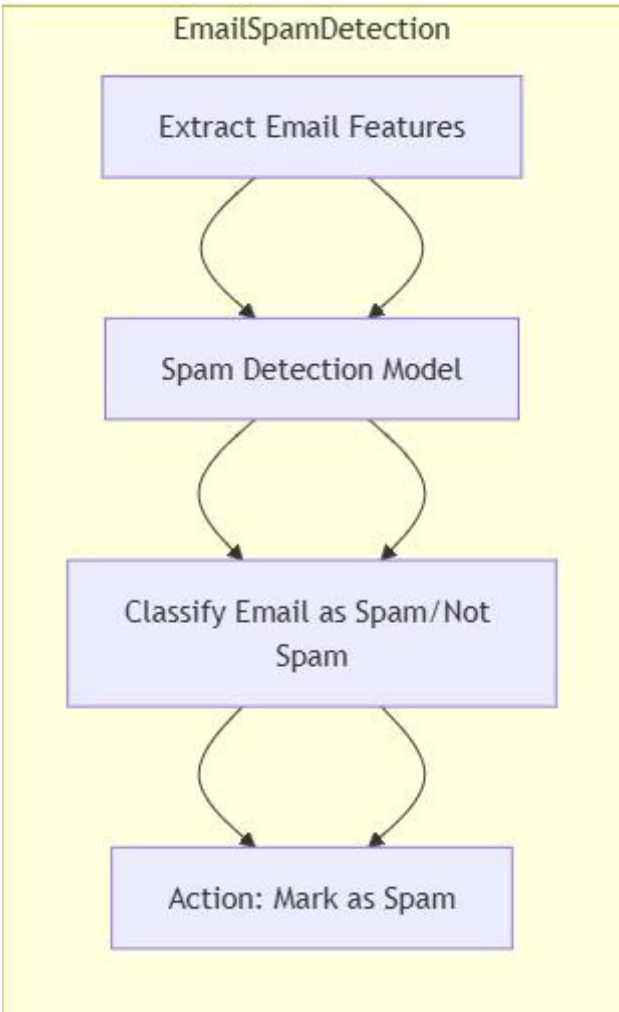 EmailSpamDetection
Extract Email Features
Spam Detection Model
Classify Email as Spam/Not
Spam
Action: Mark as Spam